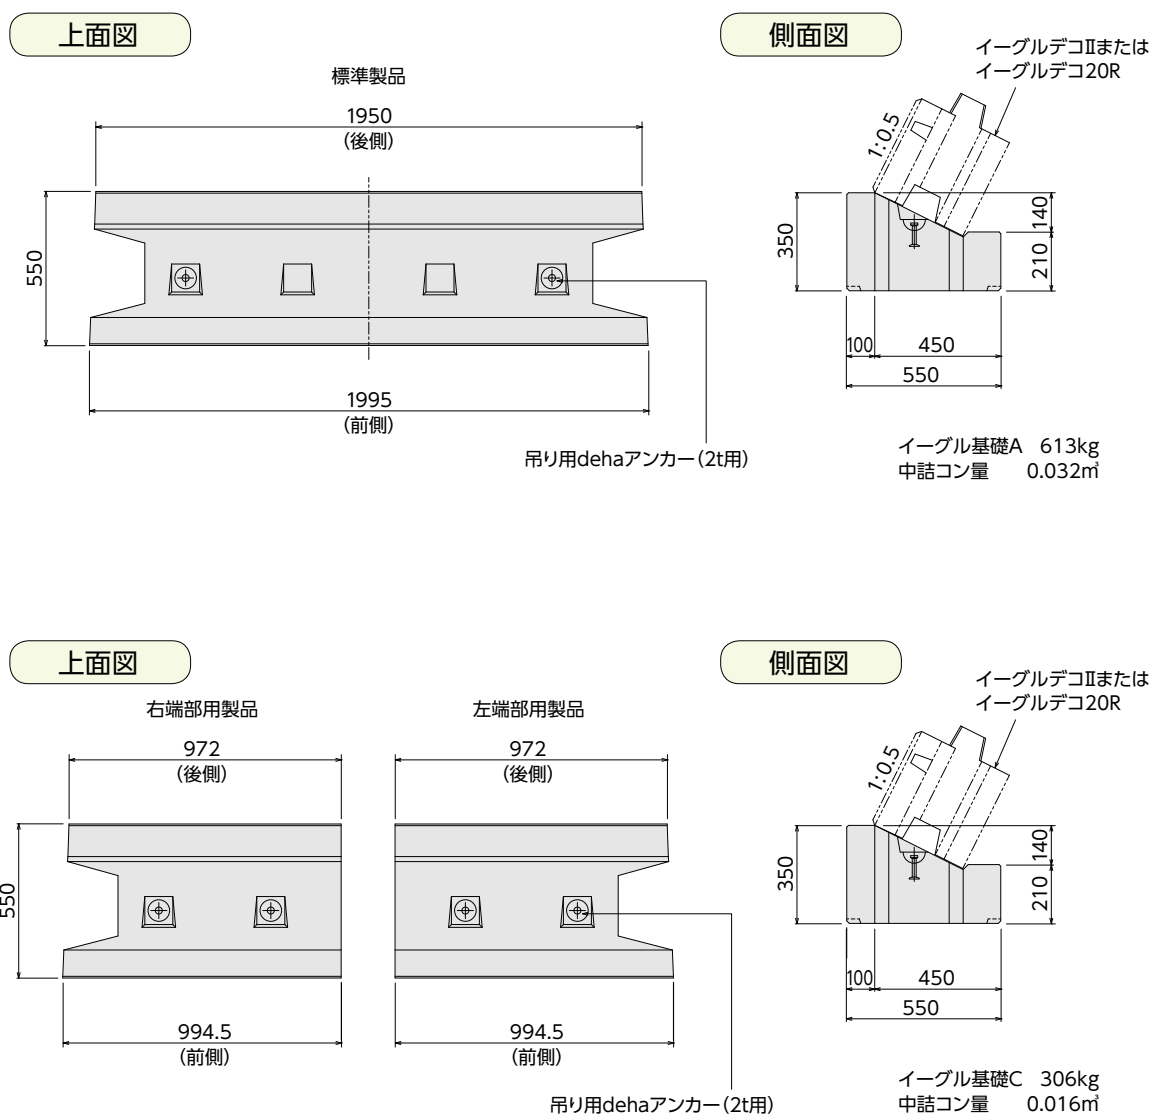 上面図
標準製品
1950
（後側）
550
1995
（前側）
吊り用dehaアンカー（2t用）
側面図
イーグルデコⅡまたは
イーグルデコ20R
1：0.5
350
140
210
100
450
550
イーグル基礎A 613kg
中詰コン量 0.032㎥
上面図
右端部用製品
972
（後側）
550
994.5
（前側）
左端部用製品
972
（後側）
994.5
（前側）
吊り用dehaアンカー（2t用）
側面図
イーグルデコⅡまたは
イーグルデコ20R
1：0.5
350
140
210
100
450
550
イーグル基礎C 306kg
中詰コン量 0.016㎥